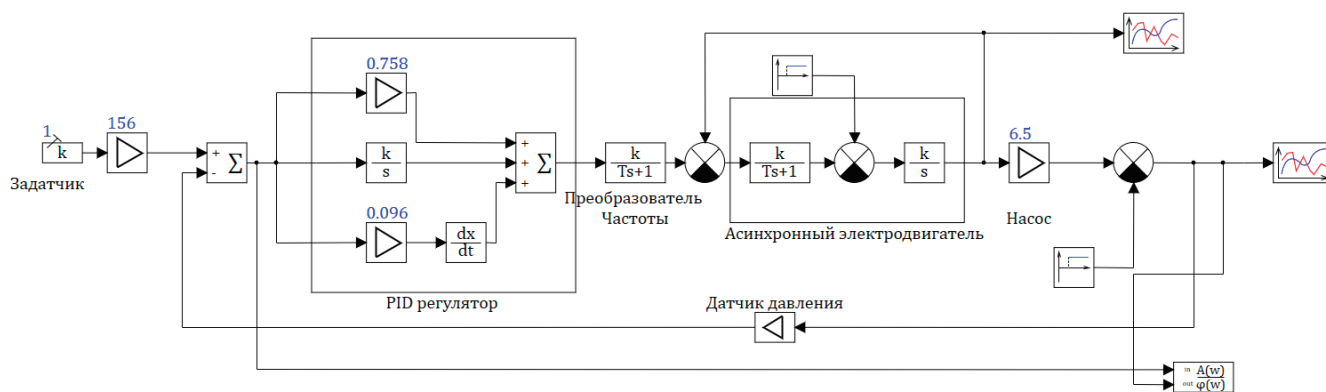 0.758
1
156
6.5
k
+
-
Σ
k
s
+
+
+
Σ
k
Ts+1
k
Ts+1
k
s
Задатчик
Преобразователь
Частоты
Насос
0.096
dx
dt
Асинхронный электродвигатель
PID регулятор
Датчик давления
in
out
A(w)
φ(w)